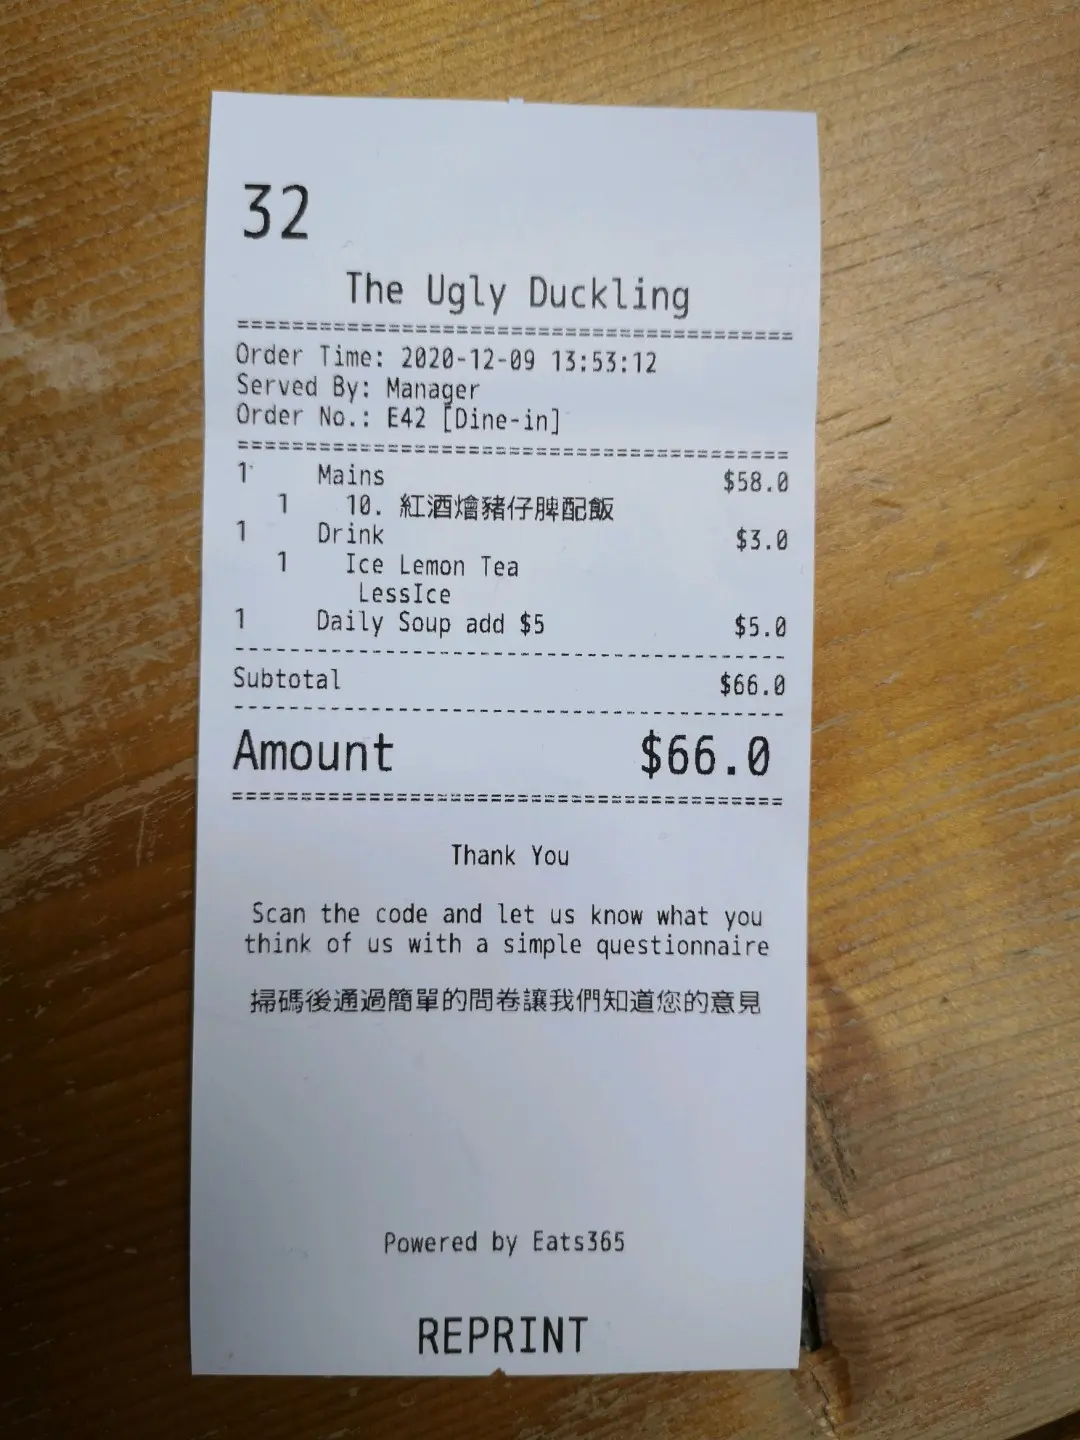 32
The Ugly Duckling
========================================
Order Time: 2020-12-09 13:53:12
Served By: Manager
Order No.: E42 [Dine-in]
========================================
1 Mains $58.0
1 10. 紅酒燴豬仔脾配飯
1 Drink $3.0
1 Ice Lemon Tea
LessIce
1 Daily Soup add $5 $5.0
----------------------------------------
Subtotal $66.0
----------------------------------------
Amount $66.0
========================================
Thank You
Scan the code and let us know what you
think of us with a simple questionnaire
掃碼後通過簡單的問卷讓我們知道您的意見
Powered by Eats365
REPRINT